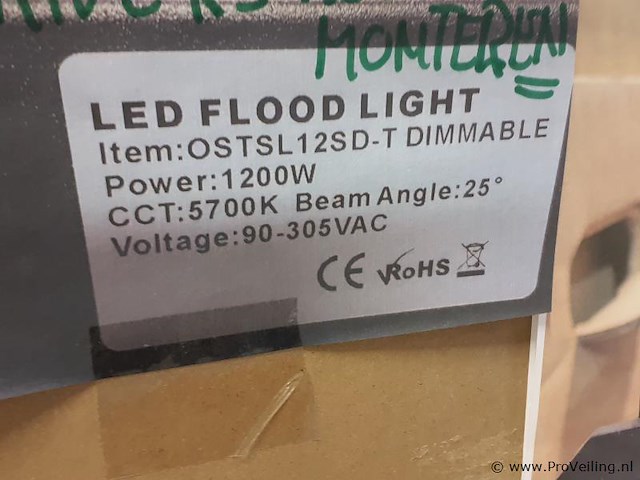 MONTEREN
LED FLOOD LIGHT
Item:OSTSL12SD-T DIMMABLE
Power:1200W
CCT:5700K Beam Angle:25°
Voltage:90-305VAC
CE RoHS
© www.ProVeiling.nl